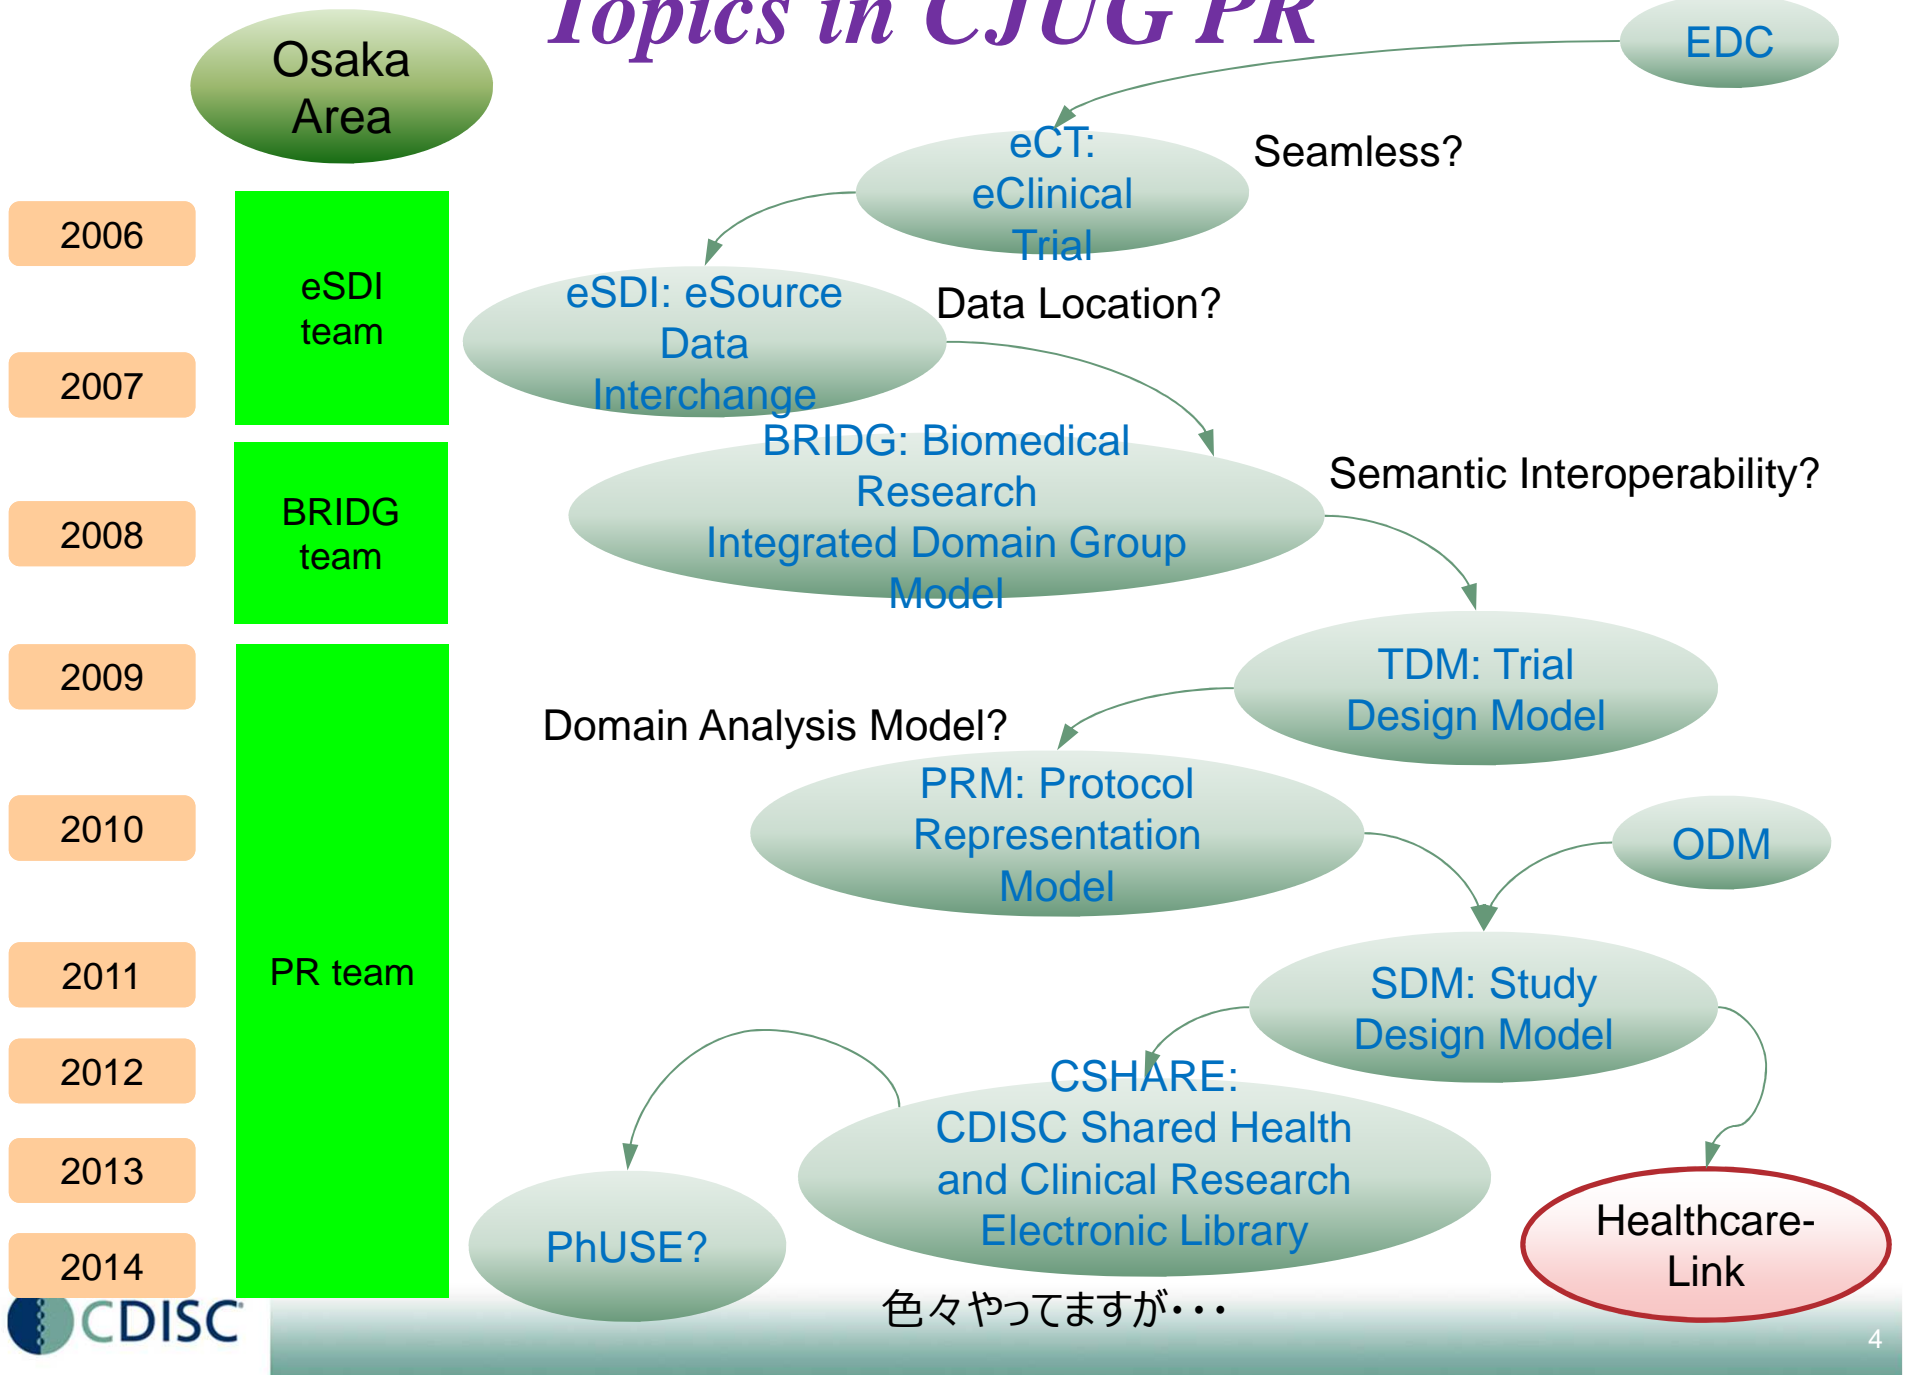 Topics in CJUG PR
Osaka
Area
EDC
eCT:
eClinical
Trial
Seamless?
2006
eSDI
team
eSDI: eSource
Data
Interchange
Data Location?
2007
BRIDG: Biomedical
Research
Integrated Domain Group
Model
Semantic Interoperability?
2008
BRIDG
team
2009
TDM: Trial
Design Model
Domain Analysis Model?
PRM: Protocol
Representation
Model
2010
ODM
2011
PR team
SDM: Study
Design Model
2012
CSHARE:
CDISC Shared Health
and Clinical Research
Electronic Library
2013
PhUSE?
Healthcare-
Link
2014
色々やってますが・・・
CDISC
4